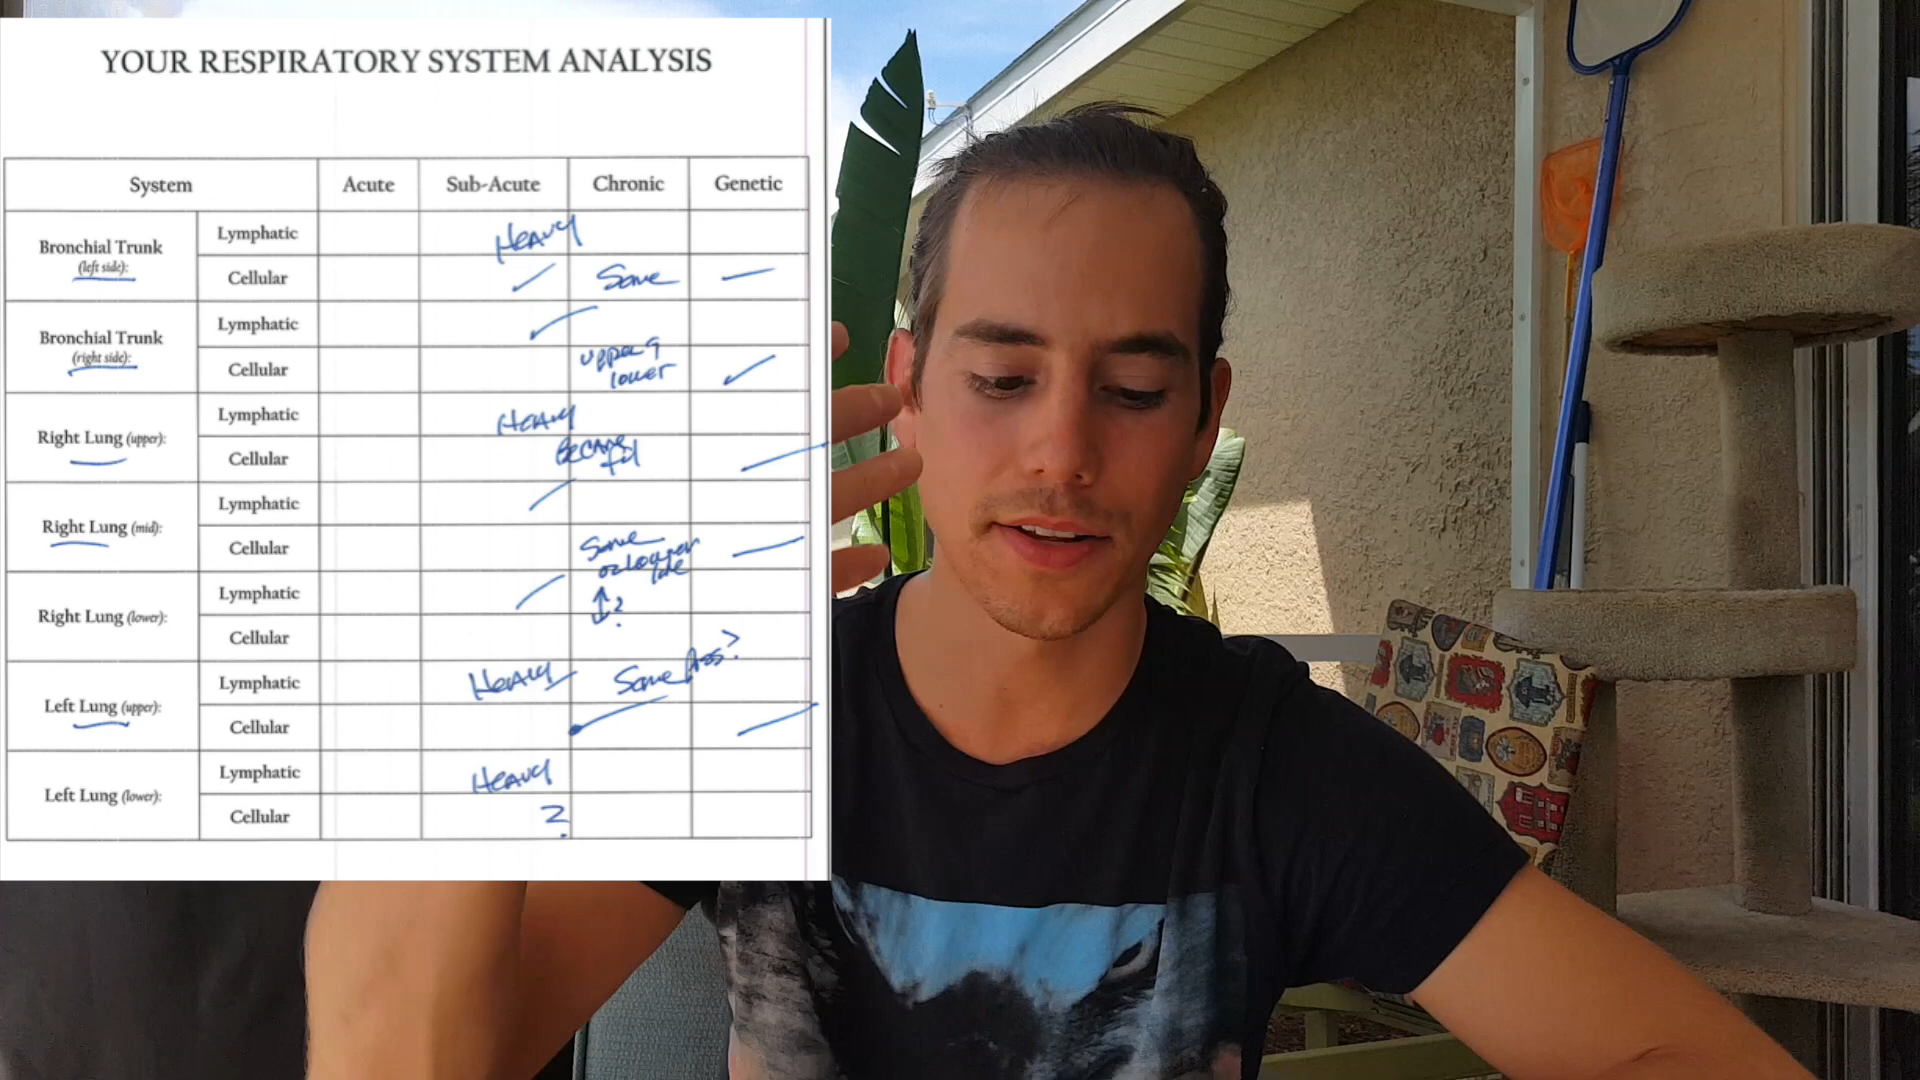 YOUR RESPIRATORY SYSTEM ANALYSIS
System Acute Sub-Acute Chronic Genetic
Bronchial Trunk
(left side):
Lymphatic HEAVY
Cellular Some
Bronchial Trunk
(right side):
Lymphatic
Cellular upper
lower
Right Lung (upper):
Lymphatic HEAVY
Cellular
Right Lung (mid):
Lymphatic
Cellular Some
Right Lung (lower):
Lymphatic ?
Cellular
Left Lung (upper):
Lymphatic HEAVY Some
Cellular
Left Lung (lower):
Lymphatic HEAVY
Cellular ?